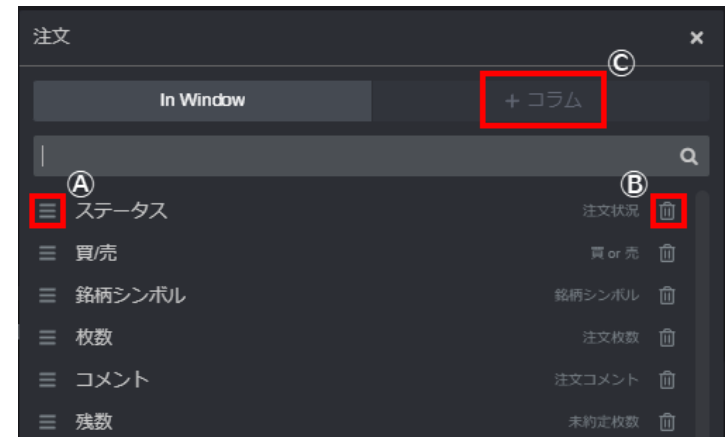 注文
Ⓒ
In Window + コラム
Ⓐ Ⓑ
ステータス 注文状況
買/売 買 or 売
銘柄シンボル 銘柄シンボル
枚数 注文枚数
コメント 注文コメント
残数 未約定枚数